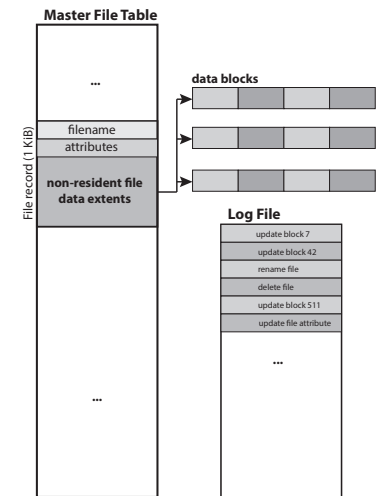 Master File Table
...
File record (1 KiB)
filename
attributes
non-resident file
data extents
...
data blocks
Log File
update block 7
update block 42
rename file
delete file
update block 511
update file attribute
...